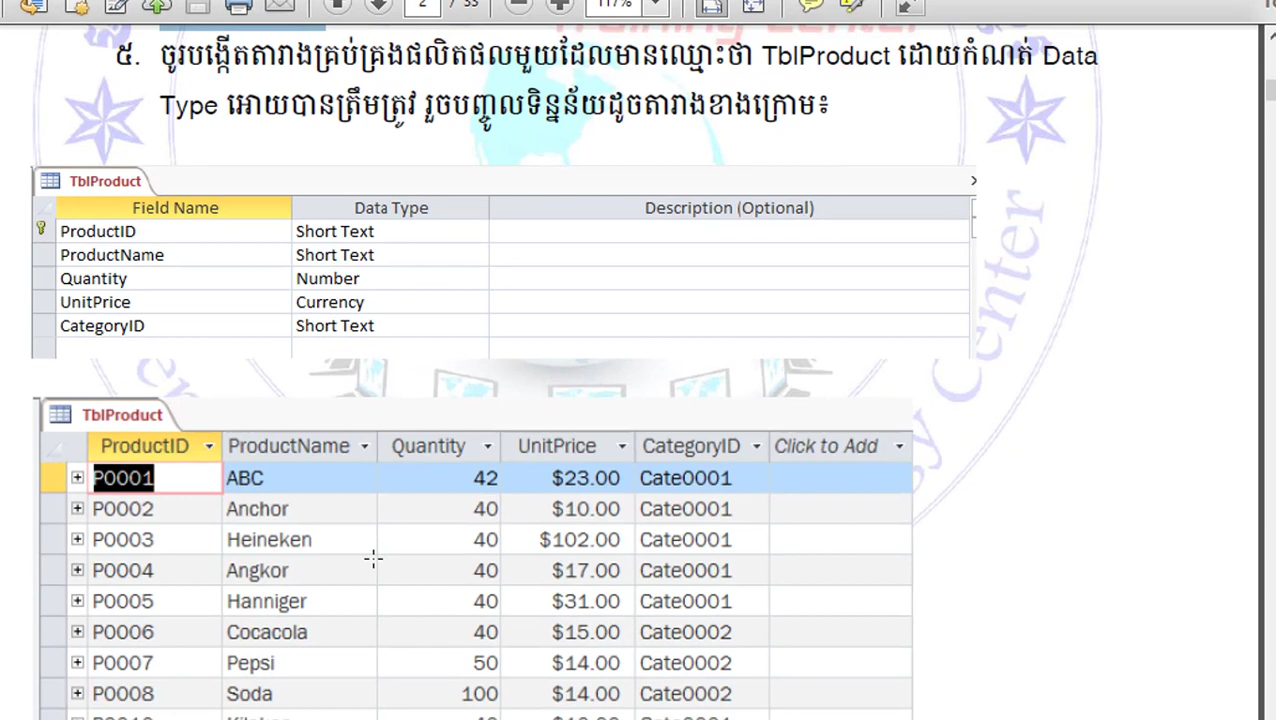 2
33
117%
Training Center
៥. ចូរបង្កើតតារាងគ្រប់គ្រងផលិតផលមួយដែលមានឈ្មោះថា TblProduct ដោយកំណត់ Data
Type អោយបានត្រឹមត្រូវ រួចបញ្ចូលទិន្នន័យដូចតារាងខាងក្រោម៖
TblProduct
Field Name Data Type Description (Optional)
ProductID Short Text
ProductName Short Text
Quantity Number
UnitPrice Currency
CategoryID Short Text
TblProduct
ProductID ProductName Quantity UnitPrice CategoryID Click to Add
P0001 ABC 42 $23.00 Cate0001
P0002 Anchor 40 $10.00 Cate0001
P0003 Heineken 40 $102.00 Cate0001
P0004 Angkor 40 $17.00 Cate0001
P0005 Hanniger 40 $31.00 Cate0001
P0006 Cocacola 40 $15.00 Cate0002
P0007 Pepsi 50 $14.00 Cate0002
P0008 Soda 100 $14.00 Cate0002